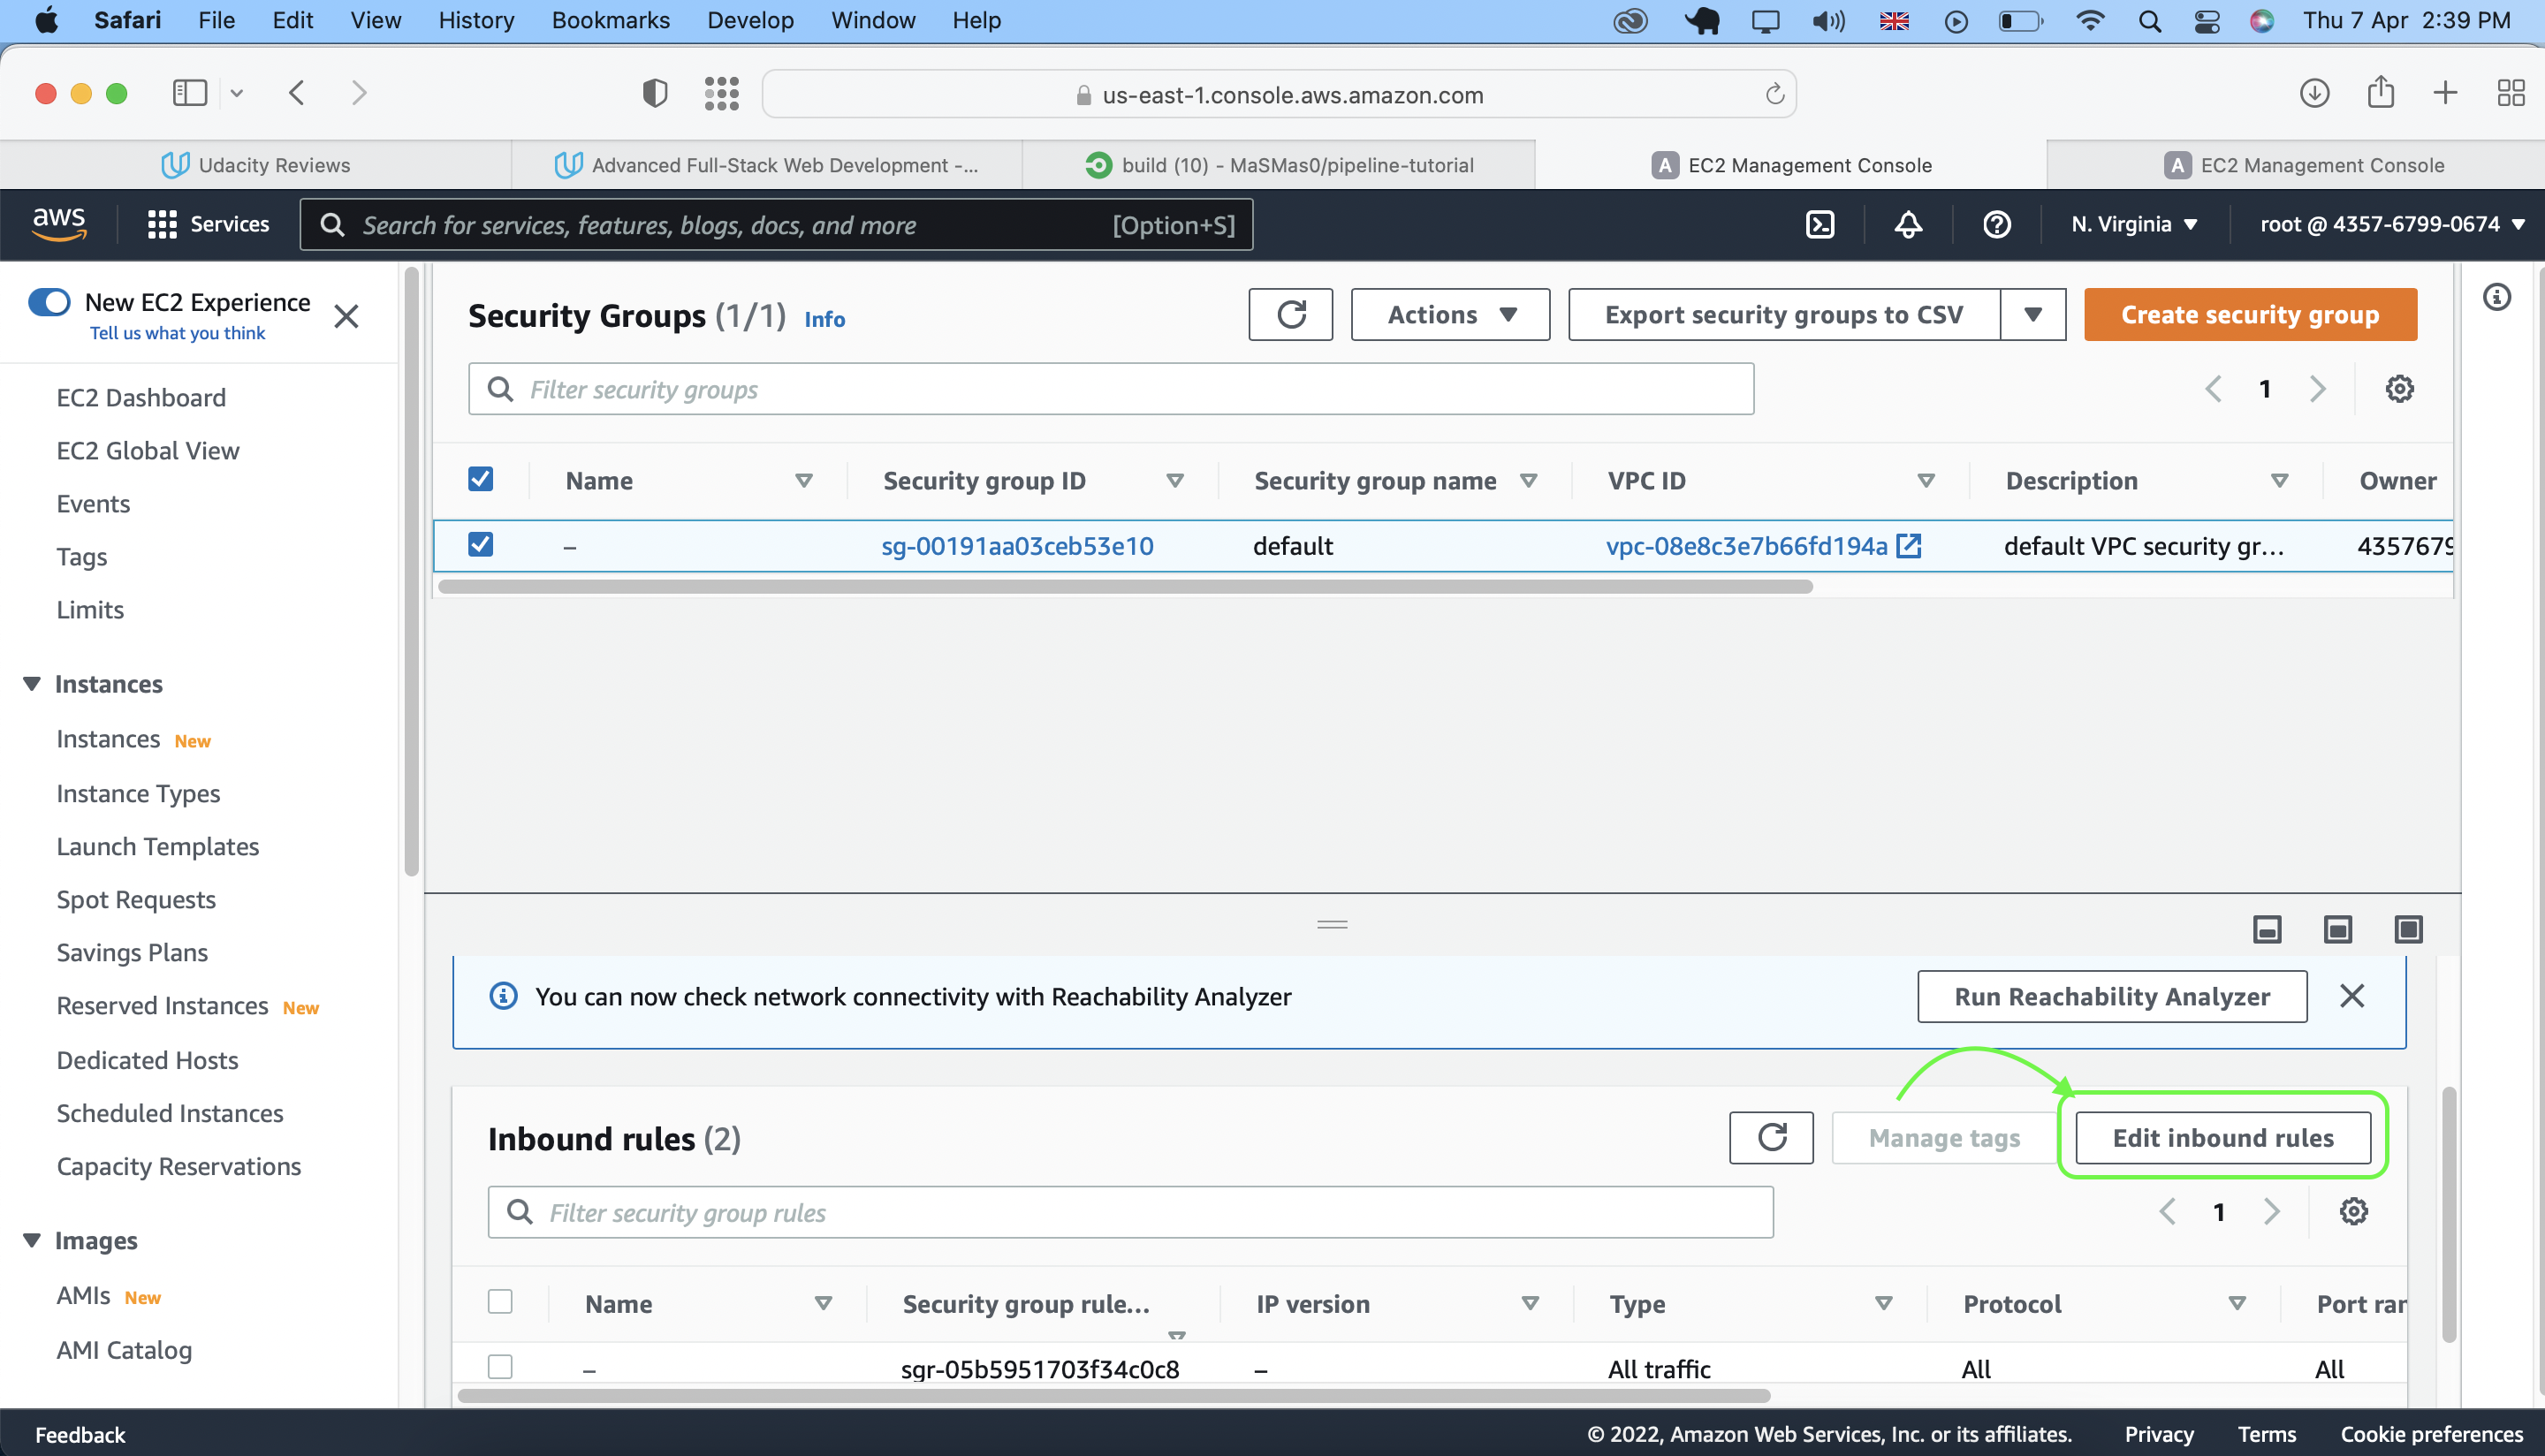 Safari File Edit View History Bookmarks Develop Window Help Thu 7 Apr 2:39 PM
us-east-1.console.aws.amazon.com
Udacity Reviews
Advanced Full-Stack Web Development -...
build (10) - MaSMas0/pipeline-tutorial
A EC2 Management Console
A EC2 Management Console
aws Services Search for services, features, blogs, docs, and more [Option+S] N. Virginia root @ 4357-6799-0674
New EC2 Experience
Tell us what you think
EC2 Dashboard
EC2 Global View
Events
Tags
Limits
Instances
Instances New
Instance Types
Launch Templates
Spot Requests
Savings Plans
Reserved Instances New
Dedicated Hosts
Scheduled Instances
Capacity Reservations
Images
AMIs New
AMI Catalog
Security Groups (1/1) Info Actions Export security groups to CSV Create security group
Filter security groups 1
Name Security group ID Security group name VPC ID Description Owner
– sg-00191aa03ceb53e10 default vpc-08e8c3e7b66fd194a default VPC security gr... 4357679
You can now check network connectivity with Reachability Analyzer Run Reachability Analyzer
Inbound rules (2) Manage tags Edit inbound rules
Filter security group rules 1
Name Security group rule... IP version Type Protocol Port ran
– sgr-05b5951703f34c0c8 – All traffic All All
Feedback © 2022, Amazon Web Services, Inc. or its affiliates. Privacy Terms Cookie preferences